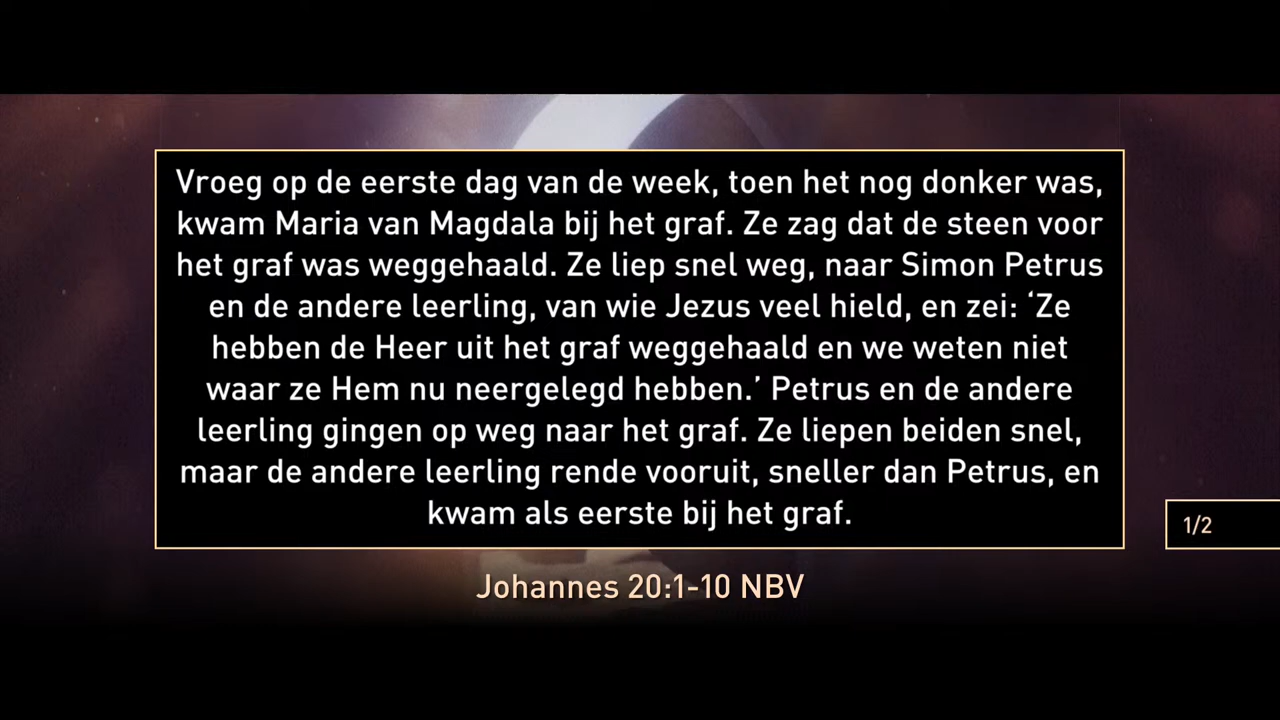 Vroeg op de eerste dag van de week, toen het nog donker was,
kwam Maria van Magdala bij het graf. Ze zag dat de steen voor
het graf was weggehaald. Ze liep snel weg, naar Simon Petrus
en de andere leerling, van wie Jezus veel hield, en zei: ‘Ze
hebben de Heer uit het graf weggehaald en we weten niet
waar ze Hem nu neergelegd hebben.’ Petrus en de andere
leerling gingen op weg naar het graf. Ze liepen beiden snel,
maar de andere leerling rende vooruit, sneller dan Petrus, en
kwam als eerste bij het graf.
1/2
Johannes 20:1-10 NBV